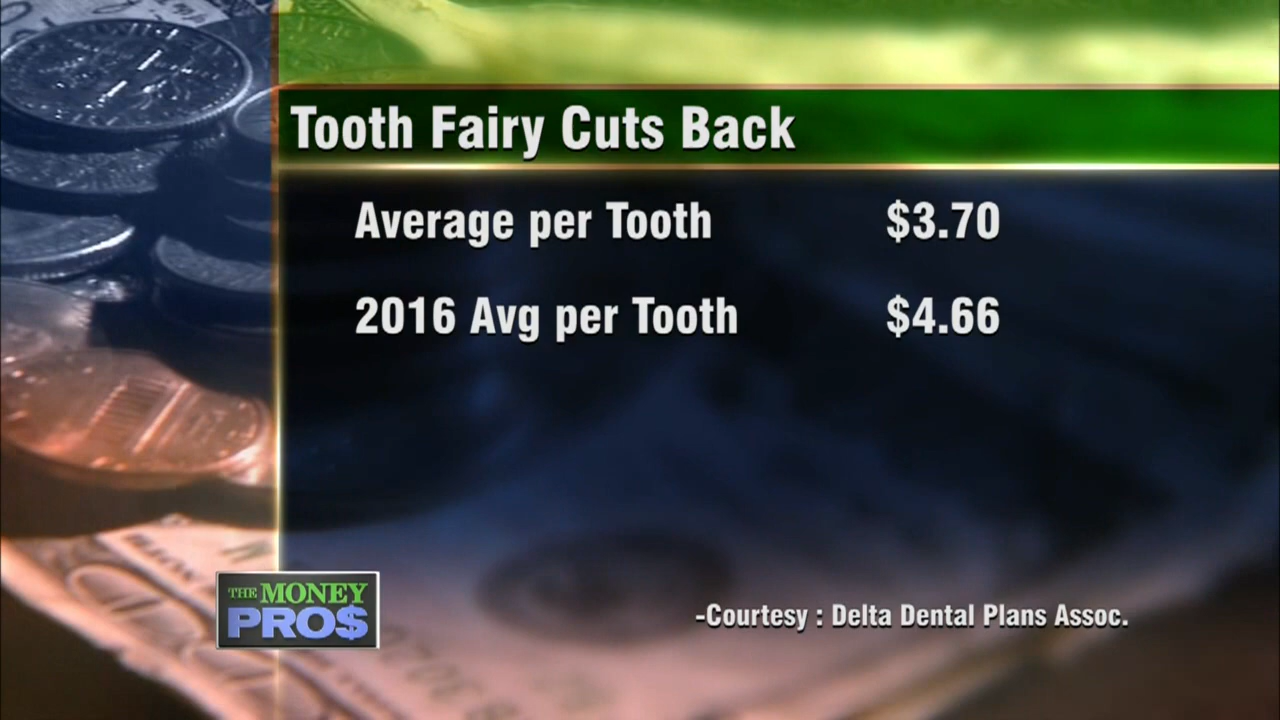 Tooth Fairy Cuts Back
Average per Tooth $3.70
2016 Avg per Tooth $4.66
THE MONEY
PRO$
-Courtesy : Delta Dental Plans Assoc.